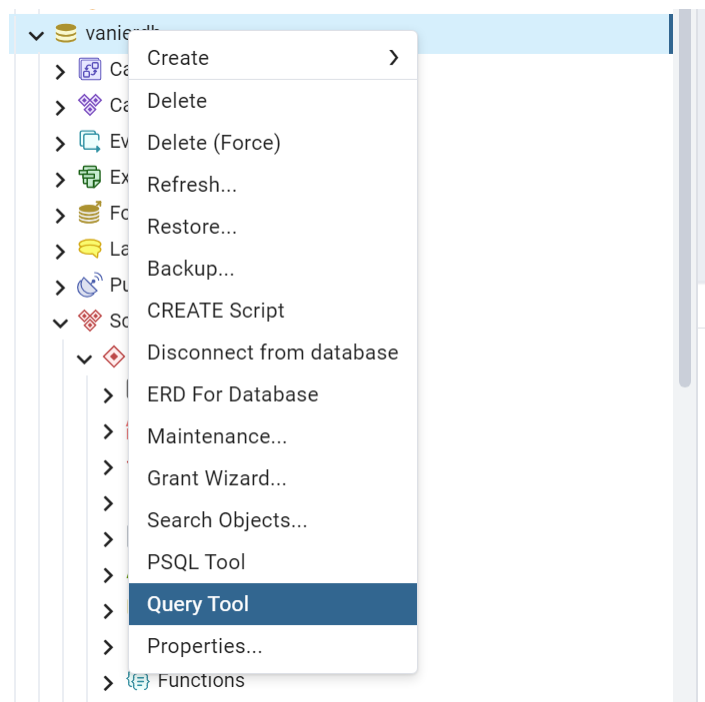 Create
Delete
Delete (Force)
Refresh...
Restore...
Backup...
CREATE Script
Disconnect from database
ERD For Database
Maintenance...
Grant Wizard...
Search Objects...
PSQL Tool
Query Tool
Properties...
Functions